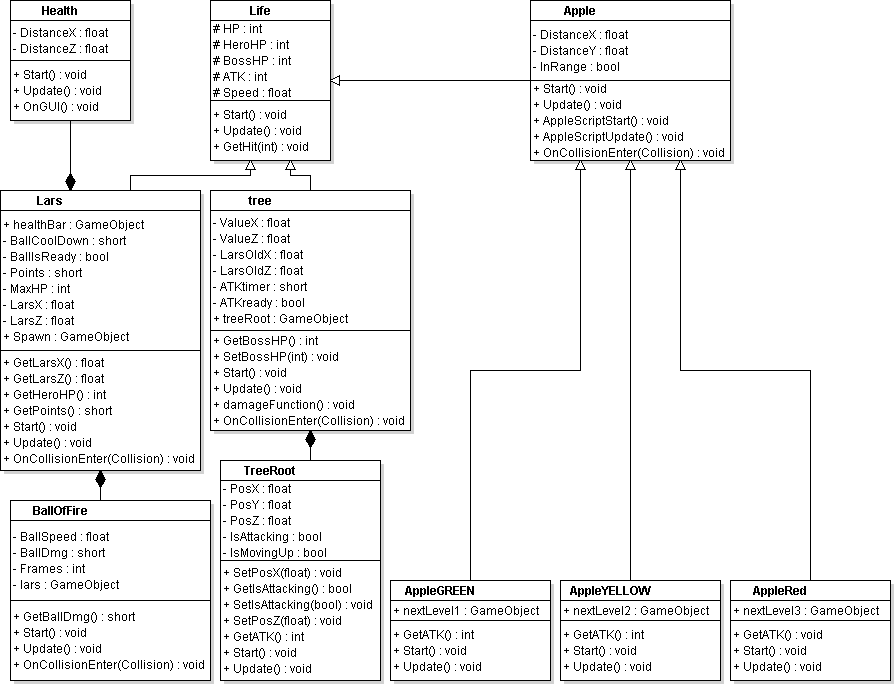 Health
- DistanceX : float
- DistanceZ : float
+ Start() : void
+ Update() : void
+ OnGUI() : void
Life
# HP : int
# HeroHP : int
# BossHP : int
# ATK : int
# Speed : float
+ Start() : void
+ Update() : void
+ GetHit(int) : void
Apple
- DistanceX : float
- DistanceY : float
- InRange : bool
+ Start() : void
+ Update() : void
+ AppleScriptStart() : void
+ AppleScriptUpdate() : void
+ OnCollisionEnter(Collision) : void
Lars
+ healthBar : GameObject
- BallCoolDown : short
- BallIsReady : bool
- Points : short
- MaxHP : int
- LarsX : float
- LarsZ : float
+ Spawn : GameObject
+ GetLarsX() : float
+ GetLarsZ() : float
+ GetHeroHP() : int
+ GetPoints() : short
+ Start() : void
+ Update() : void
+ OnCollisionEnter(Collision) : void
tree
- ValueX : float
- ValueZ : float
- LarsOldX : float
- LarsOldZ : float
- ATKtimer : short
- ATKready : bool
+ treeRoot : GameObject
+ GetBossHP() : int
+ SetBossHP(int) : void
+ Start() : void
+ Update() : void
+ damageFunction() : void
+ OnCollisionEnter(Collision) : void
BallOfFire
- BallSpeed : float
- BallDmg : short
- Frames : int
- lars : GameObject
+ GetBallDmg() : short
+ Start() : void
+ Update() : void
+ OnCollisionEnter(Collision) : void
TreeRoot
- PosX : float
- PosY : float
- PosZ : float
- IsAttacking : bool
- IsMovingUp : bool
+ SetPosX(float) : void
+ GetIsAttacking() : bool
+ SetIsAttacking(bool) : void
+ SetPosZ(float) : void
+ GetATK() : int
+ Start() : void
+ Update() : void
AppleGREEN
+ nextLevel1 : GameObject
+ GetATK() : int
+ Start() : void
+ Update() : void
AppleYELLOW
+ nextLevel2 : GameObject
+ GetATK() : int
+ Start() : void
+ Update() : void
AppleRed
+ nextLevel3 : GameObject
+ GetATK() : void
+ Start() : void
+ Update() : void